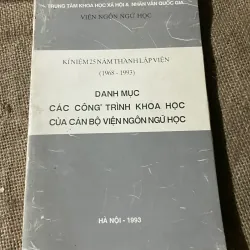 TRUNG TÂM KHOA HỌC XÃ HỘI & NHÂN VĂN QUỐC GIA
VIỆN NGÔN NGỮ HỌC
KỈ NIỆM 25 NĂM THÀNH LẬP VIỆN
(1968 - 1993)
DANH MỤC
CÁC CÔNG TRÌNH KHOA HỌC
CỦA CÁN BỘ VIỆN NGÔN NGỮ HỌC
HÀ NỘI - 1993